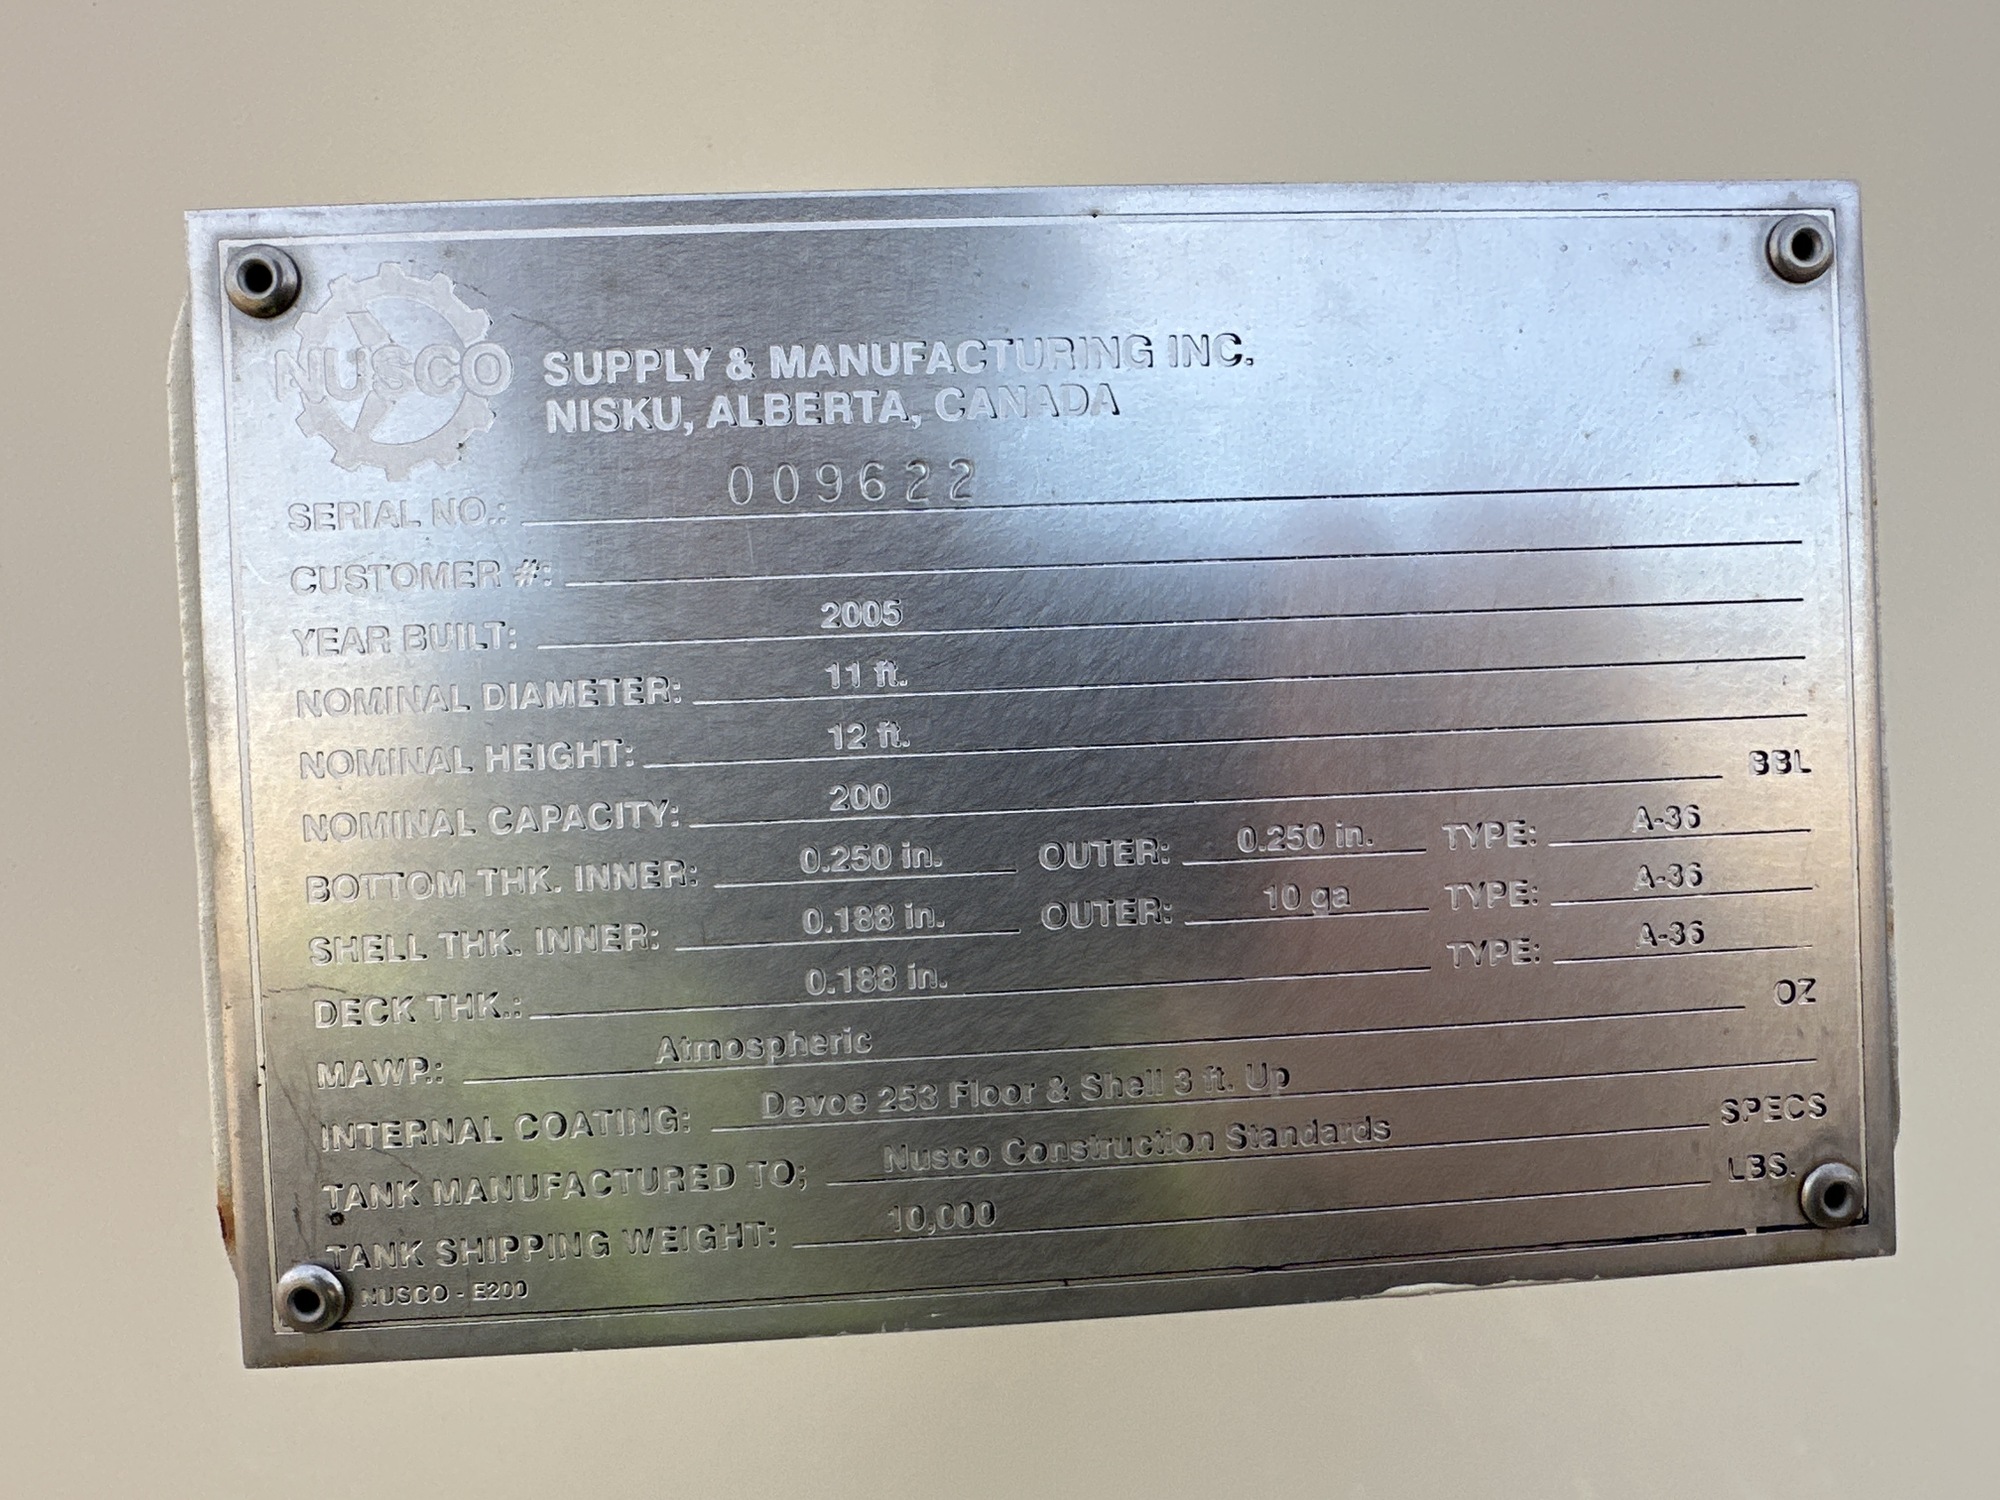 NUSCO SUPPLY & MANUFACTURING INC.
NISKU, ALBERTA, CANADA
SERIAL NO.: 009622
CUSTOMER #:
YEAR BUILT: 2005
NOMINAL DIAMETER: 11 ft.
NOMINAL HEIGHT: 12 ft.
NOMINAL CAPACITY: 200 BBL
BOTTOM THK. INNER: 0.250 in. OUTER: 0.250 in. TYPE: A-36
SHELL THK. INNER: 0.188 in. OUTER: 10 ga TYPE: A-36
DECK THK.: 0.188 in. TYPE: A-36
MAWP.: Atmospheric OZ
INTERNAL COATING: Devoe 253 Floor & Shell 3 ft. Up
TANK MANUFACTURED TO; Nusco Construction Standards SPECS
TANK SHIPPING WEIGHT: 10,000 LBS.
NUSCO - E200